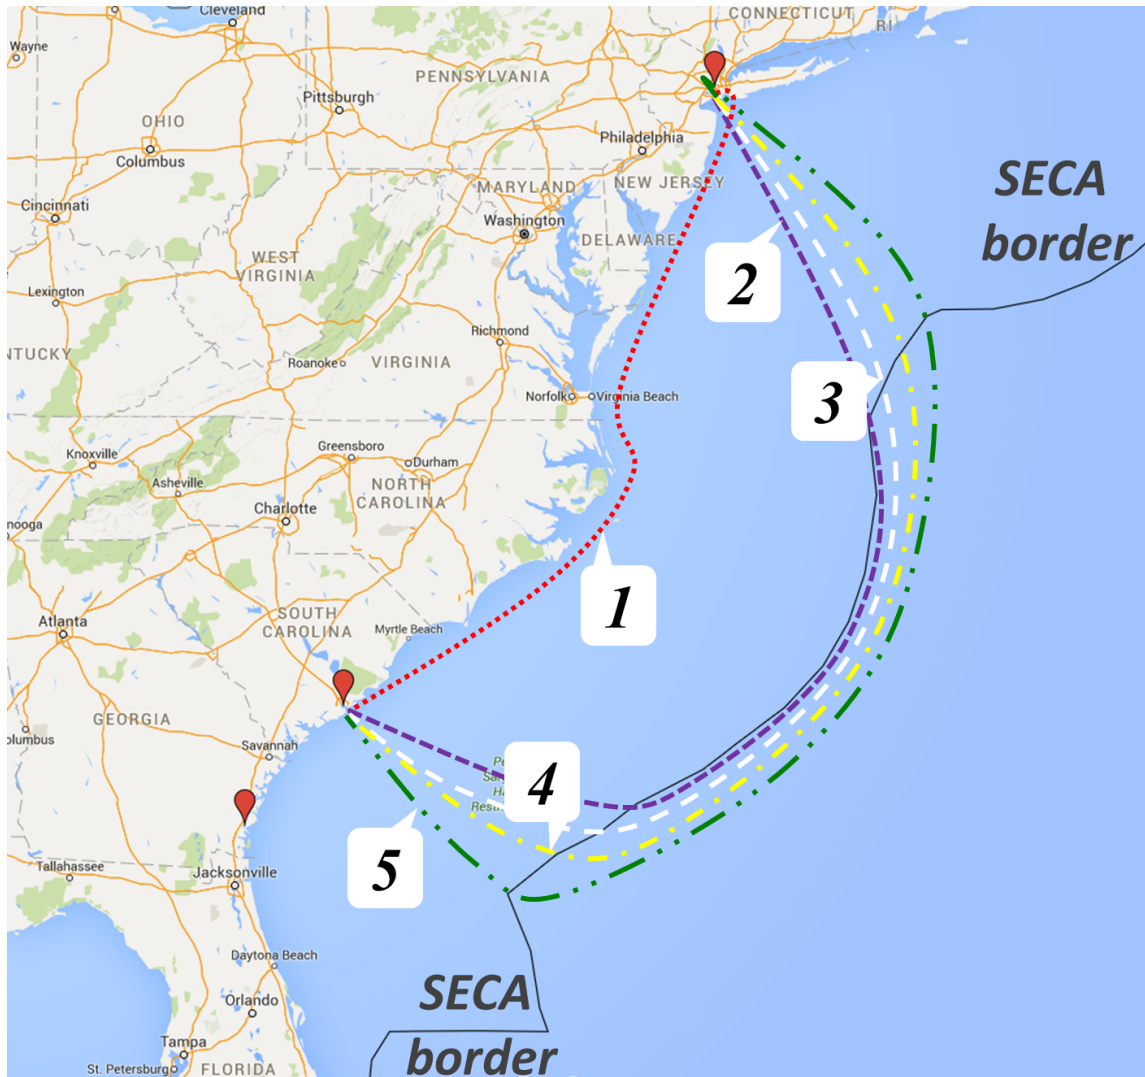 Cleveland
CONNECTICUT
RI
Wayne
PENNSYLVANIA
Pittsburgh
OHIO
Philadelphia
Columbus
SECA
border
MARYLAND
NEW JERSEY
Cincinnati
Washington
DELAWARE
WEST
VIRGINIA
2
Lexington
Richmond
NTUCKY
VIRGINIA
Roanoke
Norfolk
Virginia Beach
3
Greensboro
Knoxville
Durham
Asheville
NORTH
CAROLINA
Charlotte
nooga
1
SOUTH
CAROLINA
Atlanta
Myrtle Beach
GEORGIA
olumbus
Savannah
4
5
Tallahassee
Jacksonville
Daytona Beach
SECA
border
Orlando
Tampa
St. Petersburg
FLORIDA